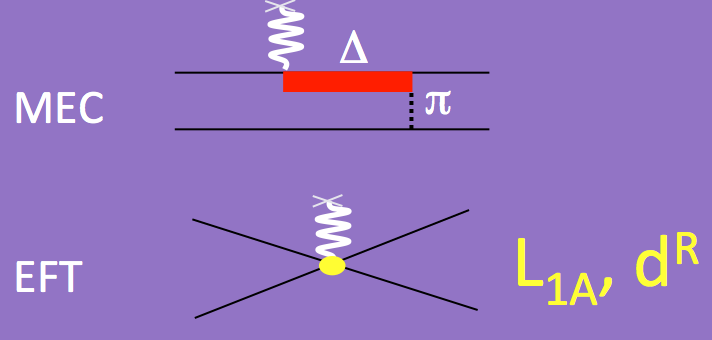 Δ
MEC
π
EFT
L₁A, dᴿ